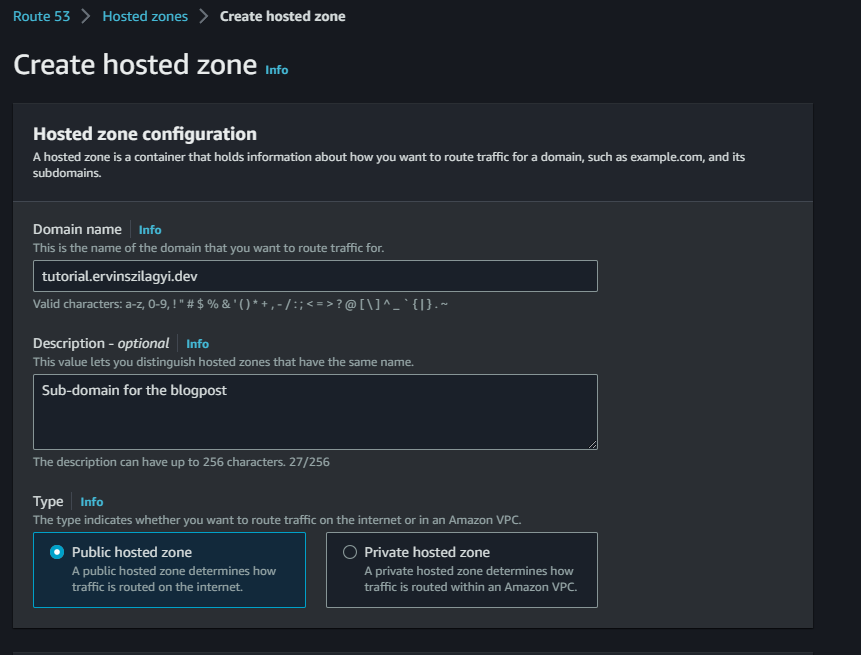 Route 53 > Hosted zones > Create hosted zone
Create hosted zone Info
Hosted zone configuration
A hosted zone is a container that holds information about how you want to route traffic for a domain, such as example.com, and its
subdomains.
Domain name Info
This is the name of the domain that you want to route traffic for.
tutorial.ervinszilagyi.dev
Valid characters: a-z, 0-9, ! " # $ % & ' ( ) * + , - / : ; < = > ? @ [ \ ] ^ _ ` { | } . ~
Description - optional Info
This value lets you distinguish hosted zones that have the same name.
Sub-domain for the blogpost
The description can have up to 256 characters. 27/256
Type Info
The type indicates whether you want to route traffic on the internet or in an Amazon VPC.
Public hosted zone
A public hosted zone determines how
traffic is routed on the internet.
Private hosted zone
A private hosted zone determines how
traffic is routed within an Amazon VPC.